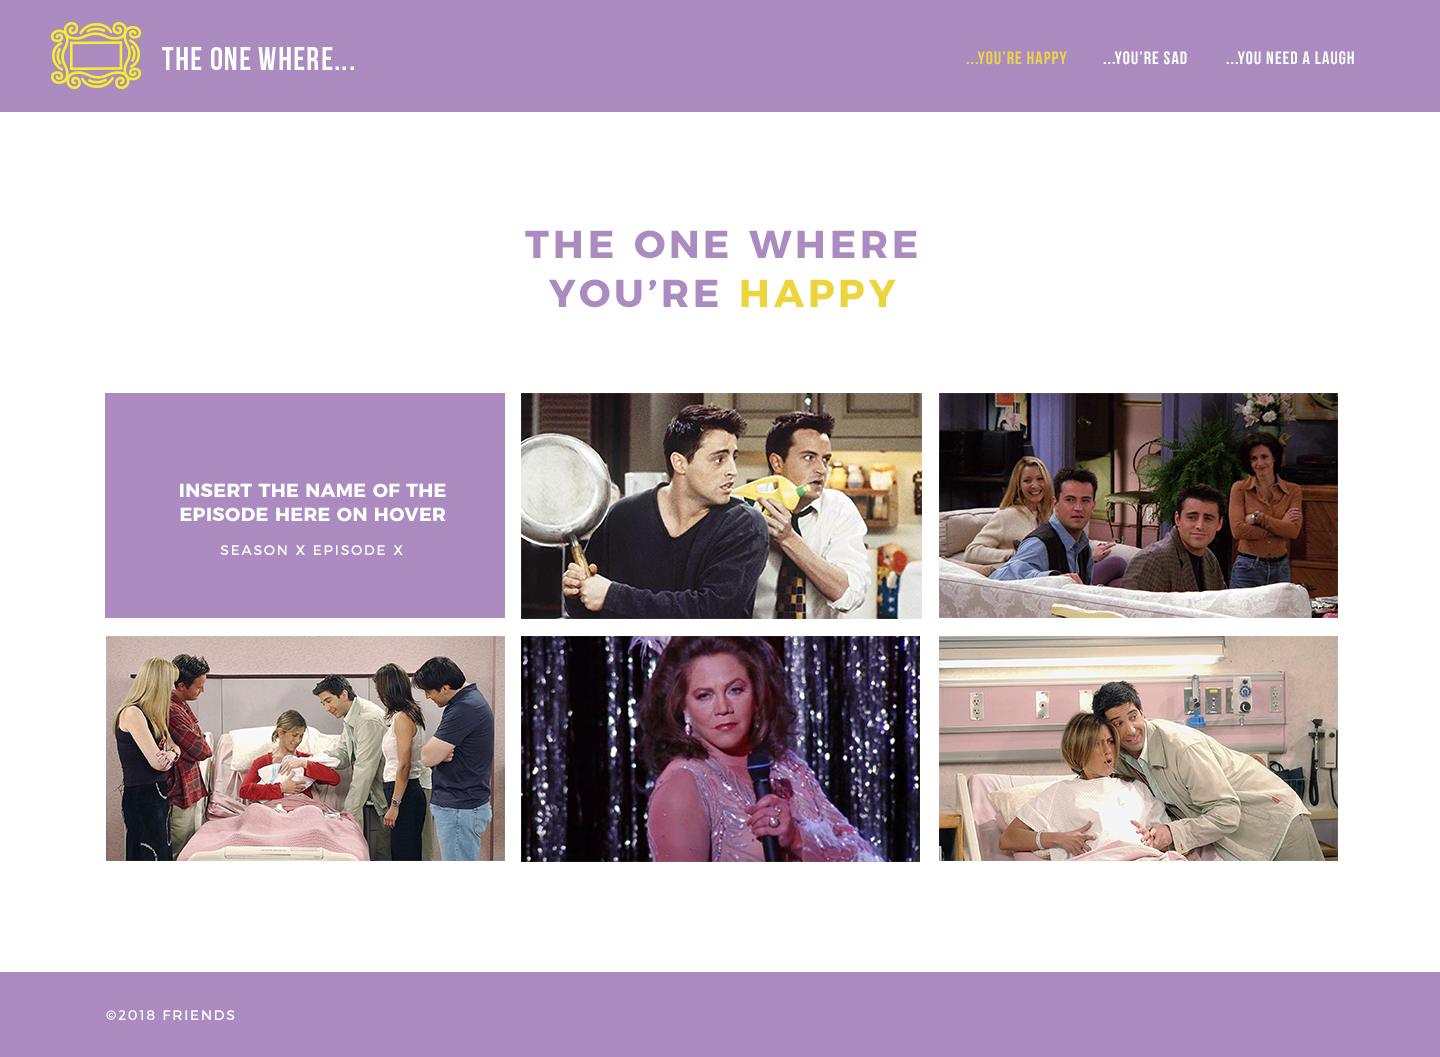 THE ONE WHERE...
...YOU'RE HAPPY
...YOU'RE SAD
...YOU NEED A LAUGH
THE ONE WHERE
YOU'RE HAPPY
INSERT THE NAME OF THE
EPISODE HERE ON HOVER
SEASON X EPISODE X
©2018 FRIENDS